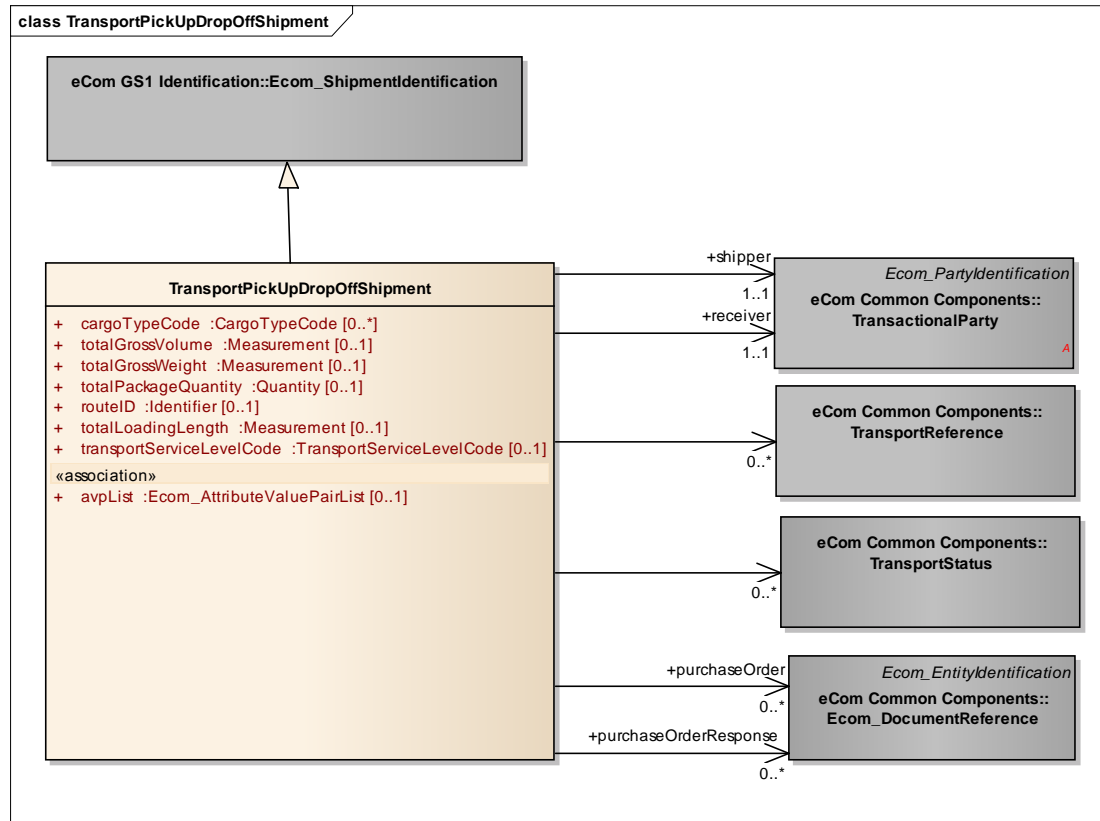 class TransportPickUpDropOffShipment
eCom GS1 Identification::Ecom_ShipmentIdentification
TransportPickUpDropOffShipment
+ cargoTypeCode :CargoTypeCode [0..*]
+ totalGrossVolume :Measurement [0..1]
+ totalGrossWeight :Measurement [0..1]
+ totalPackageQuantity :Quantity [0..1]
+ routeID :Identifier [0..1]
+ totalLoadingLength :Measurement [0..1]
+ transportServiceLevelCode :TransportServiceLevelCode [0..1]
«association»
+ avpList :Ecom_AttributeValuePairList [0..1]
+shipper
1..1
+receiver
1..1
Ecom_PartyIdentification
eCom Common Components::
TransactionalParty
A
eCom Common Components::
TransportReference
0..*
eCom Common Components::
TransportStatus
0..*
+purchaseOrder
0..*
+purchaseOrderResponse
0..*
Ecom_EntityIdentification
eCom Common Components::
Ecom_DocumentReference